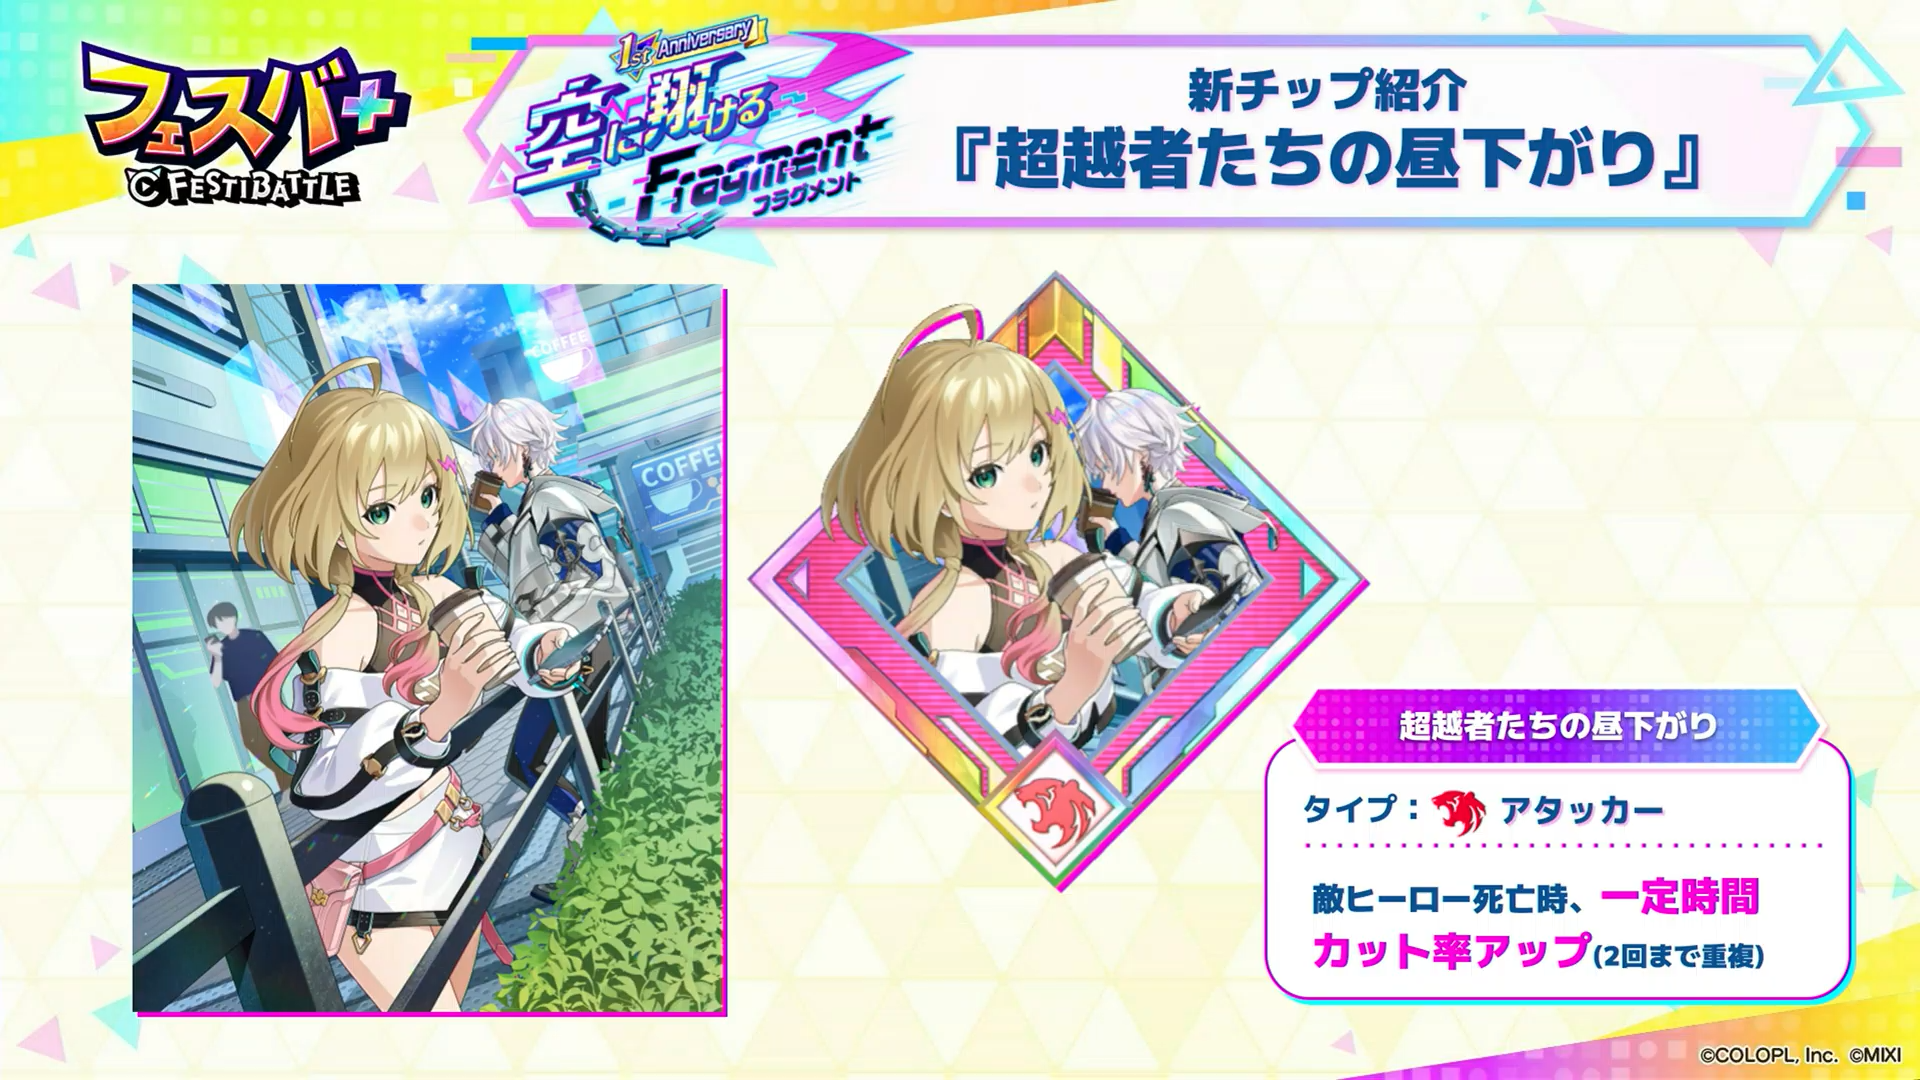 フェスバ+
FESTIBATTLE
1st Anniversary
空に翔ける
Fragment
フラグメント
新チップ紹介
『超越者たちの昼下がり』
COFFEE
COFFEE
超越者たちの昼下がり
タイプ： アタッカー
敵ヒーロー死亡時、一定時間
カット率アップ(2回まで重複)
©COLOPL, Inc. ©MIXI